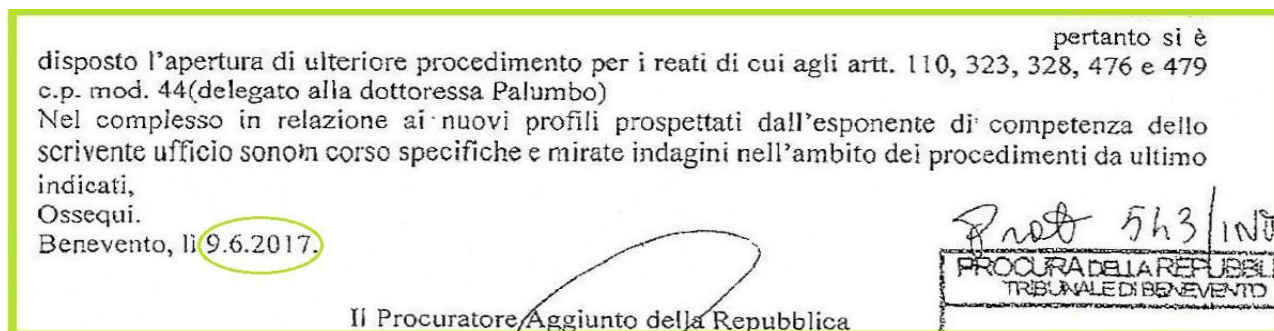 pertanto si è
disposto l'apertura di ulteriore procedimento per i reati di cui agli artt. 110, 323, 328, 476 e 479
c.p. mod. 44(delegato alla dottoressa Palumbo)
Nel complesso in relazione ai nuovi profili prospettati dall'esponente di competenza dello
scrivente ufficio sonoin corso specifiche e mirate indagini nell'ambito dei procedimenti da ultimo
indicati,
Ossequi.
Benevento, lì 9.6.2017.
Prot 543/INT
PROCURA DELLA REPUBBLI
TRIBUNALE DI BENEVENTO
Il Procuratore Aggiunto della Repubblica